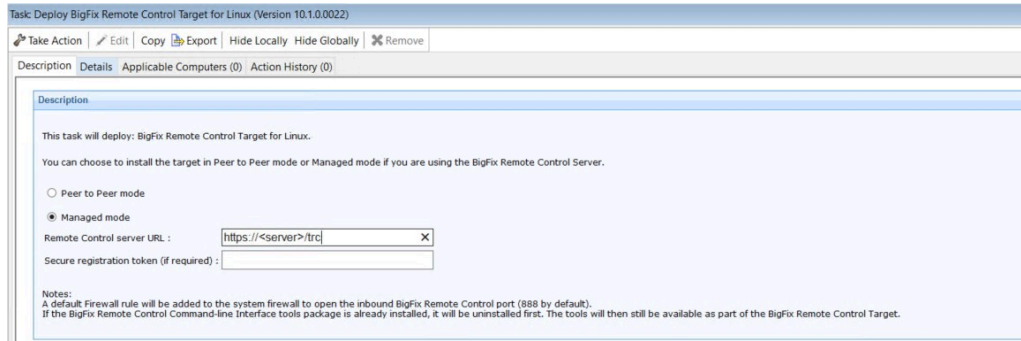 Task: Deploy BigFix Remote Control Target for Linux (Version 10.1.0.0022)
Take Action Edit Copy Export Hide Locally Hide Globally Remove
Description Details Applicable Computers (0) Action History (0)
Description
This task will deploy: BigFix Remote Control Target for Linux.
You can choose to install the target in Peer to Peer mode or Managed mode if you are using the BigFix Remote Control Server.
Peer to Peer mode
Managed mode
Remote Control server URL : https://<server>/trc
Secure registration token (if required) :
Notes:
A default Firewall rule will be added to the system firewall to open the inbound BigFix Remote Control port (888 by default).
If the BigFix Remote Control Command-line Interface tools package is already installed, it will be uninstalled first. The tools will then still be available as part of the BigFix Remote Control Target.